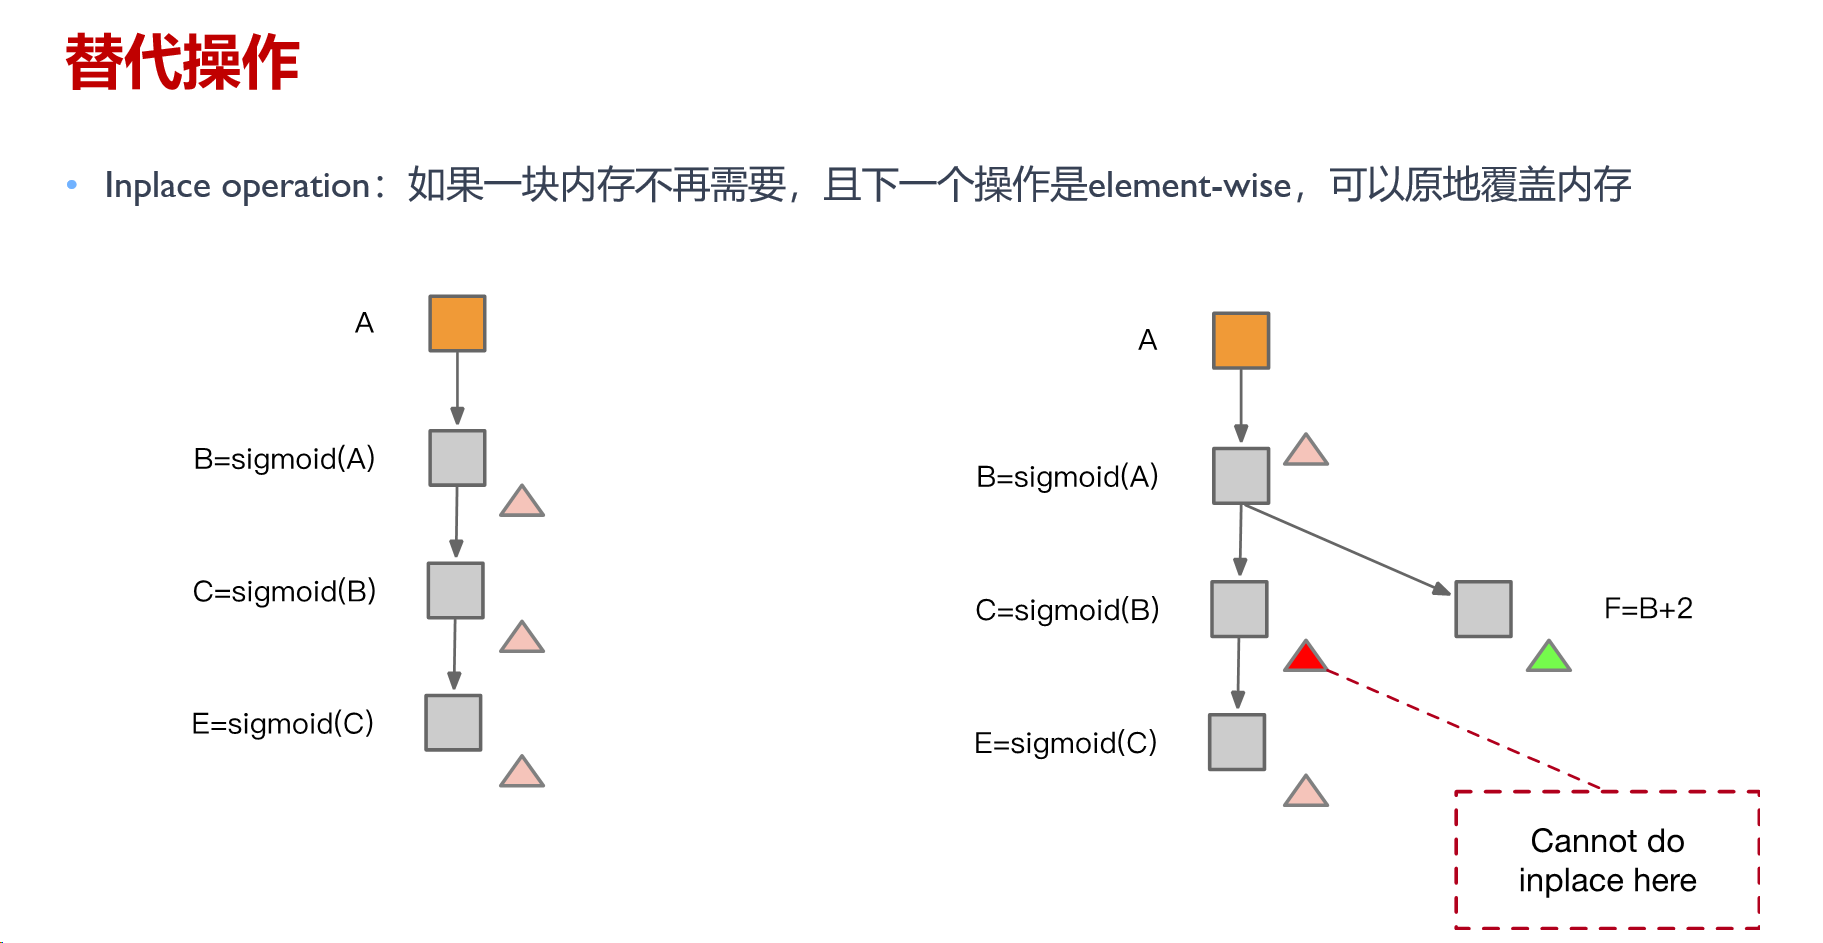 替代操作
• Inplace operation：如果一块内存不再需要，且下一个操作是element-wise，可以原地覆盖内存
A
B=sigmoid(A)
C=sigmoid(B)
E=sigmoid(C)
A
B=sigmoid(A)
C=sigmoid(B)
F=B+2
E=sigmoid(C)
Cannot do
inplace here